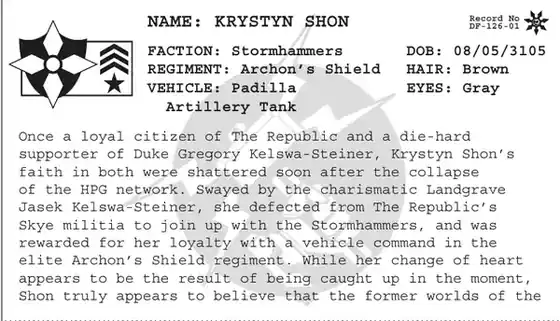 NAME: KRYSTYN SHON
Record No
DF-126-01
FACTION: Stormhammers DOB: 08/05/3105
REGIMENT: Archon's Shield HAIR: Brown
VEHICLE: Padilla EYES: Gray
Artillery Tank
Once a loyal citizen of The Republic and a die-hard
supporter of Duke Gregory Kelswa-Steiner, Krystyn Shon's
faith in both were shattered soon after the collapse
of the HPG network. Swayed by the charismatic Landgrave
Jasek Kelswa-Steiner, she defected from The Republic's
Skye militia to join up with the Stormhammers, and was
rewarded for her loyalty with a vehicle command in the
elite Archon's Shield regiment. While her change of heart
appears to be the result of being caught up in the moment,
Shon truly appears to believe that the former worlds of the